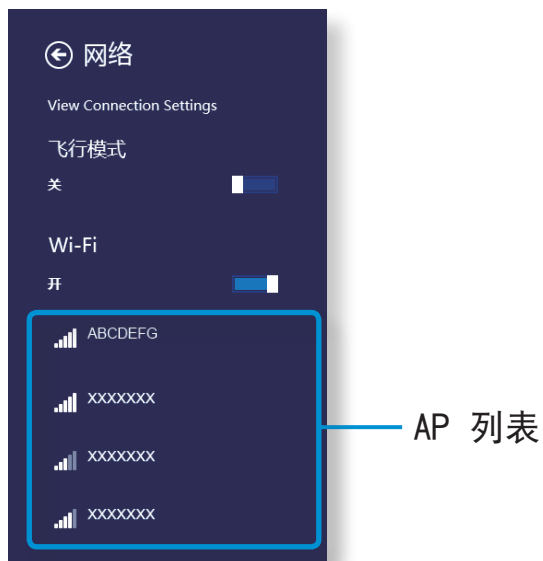 网络
View Connection Settings
飞行模式
关
Wi-Fi
开
ABCDEFG
XXXXXXX
XXXXXXX
XXXXXXX
AP 列表